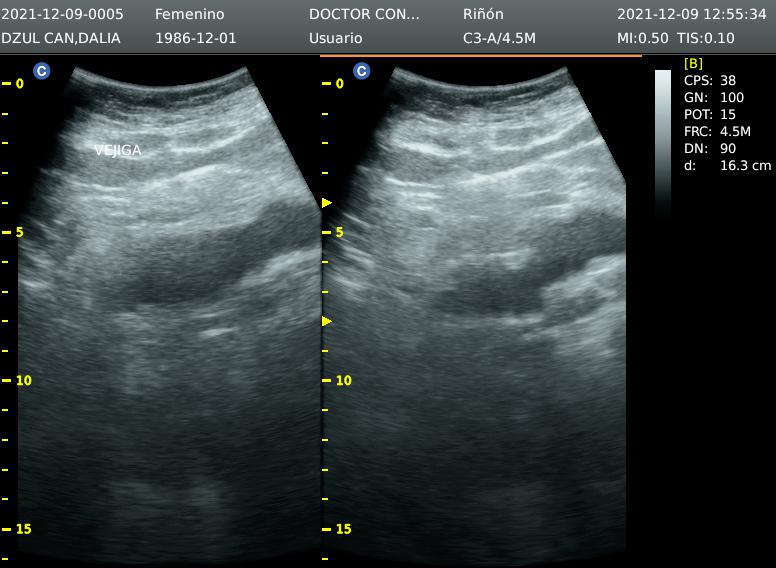 2021-12-09-0005 Femenino DOCTOR CON... Riñón 2021-12-09 12:55:34
DZUL CAN,DALIA 1986-12-01 Usuario C3-A/4.5M MI:0.50 TIS:0.10
C C
[B]
CPS: 38
GN: 100
POT: 15
FRC: 4.5M
DN: 90
d: 16.3 cm
VEJIGA
0 0
5 5
10 10
15 15